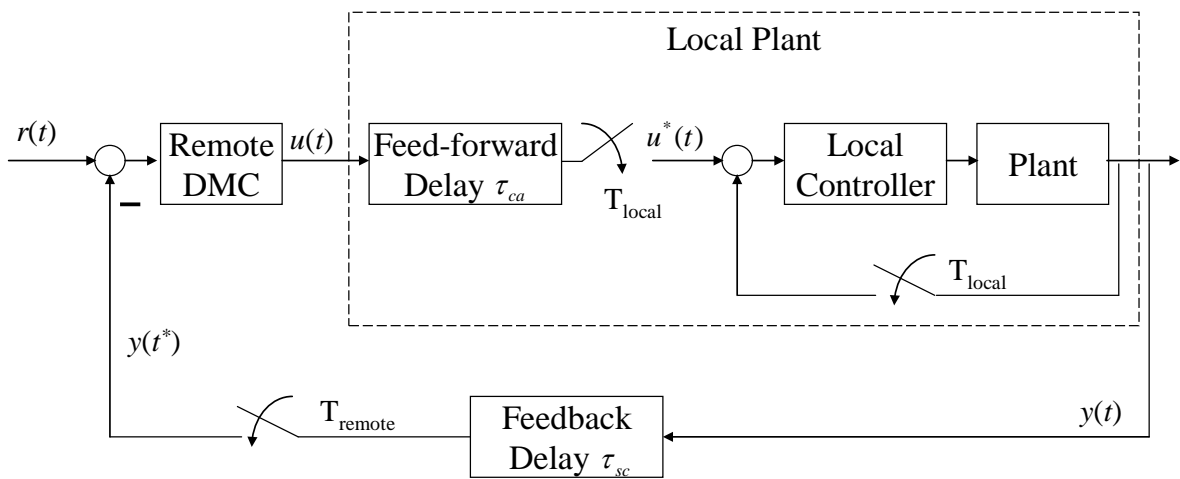 Local Plant
r(t)
Remote
DMC
u(t)
Feed-forward
Delay τca
Tlocal
u*(t)
Local
Controller
Plant
Tlocal
y(t*)
Tremote
Feedback
Delay τsc
y(t)